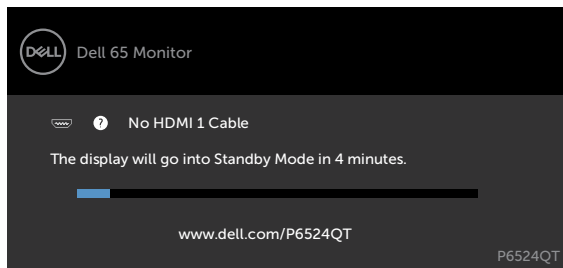 DELL
Dell 65 Monitor
? No HDMI 1 Cable
The display will go into Standby Mode in 4 minutes.
www.dell.com/P6524QT
P6524QT